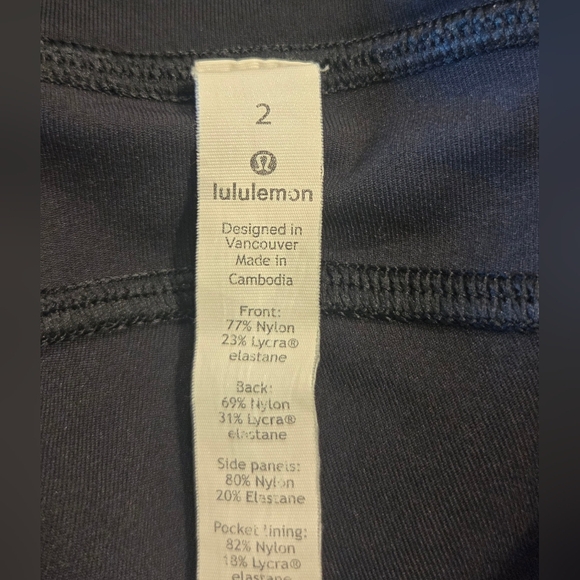 2
lululemon
Designed in
Vancouver
Made in
Cambodia
Front:
77% Nylon
23% Lycra®
elastane
Back:
69% Nylon
31% Lycra®
elastane
Side panels:
80% Nylon
20% Elastane
Pocket lining:
82% Nylon
18% Lycra®
elastane